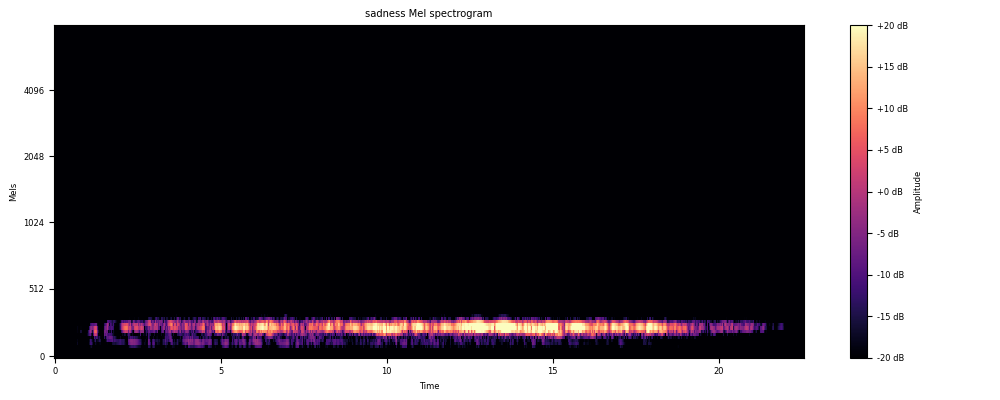 sadness Mel spectrogram
+20 dB
+15 dB
4096
+10 dB
+5 dB
2048
Mels
+0 dB
Amplitude
1024
-5 dB
-10 dB
512
-15 dB
0
-20 dB
0 5 10 15 20
Time